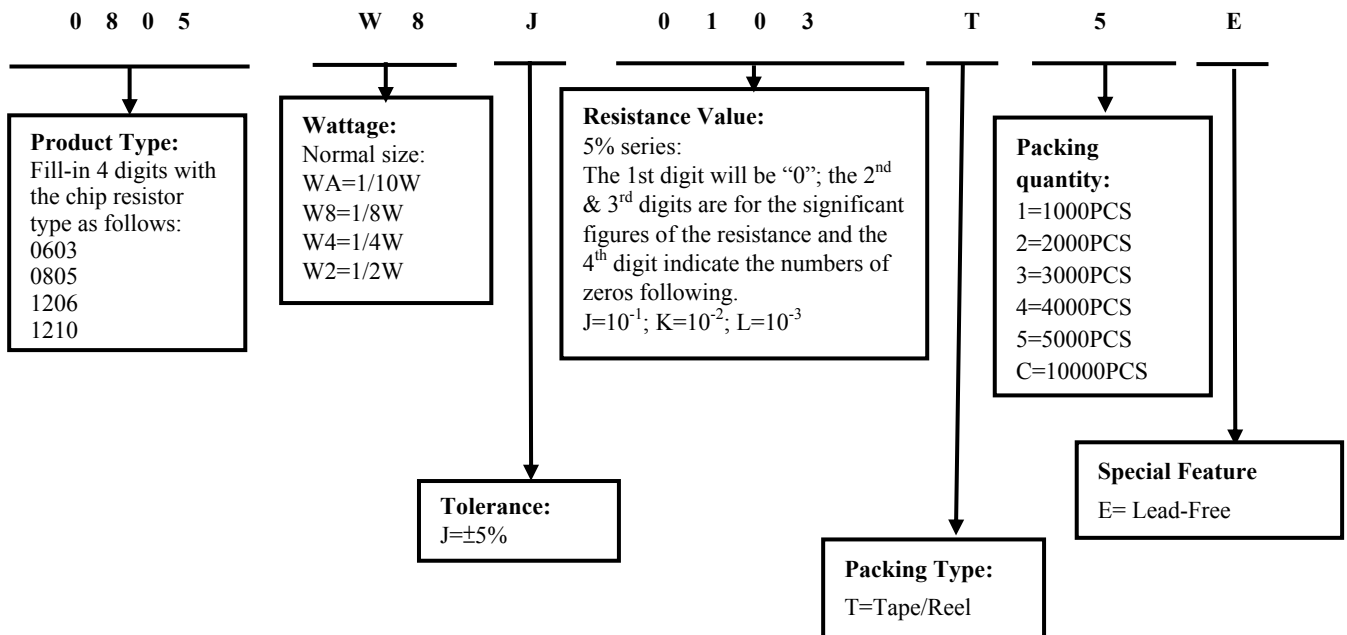 0 8 0 5 W 8 J 0 1 0 3 T 5 E
Product Type:
Fill-in 4 digits with
the chip resistor
type as follows:
0603
0805
1206
1210
Wattage:
Normal size:
WA=1/10W
W8=1/8W
W4=1/4W
W2=1/2W
Resistance Value:
5% series:
The 1st digit will be “0”; the 2nd
& 3rd digits are for the significant
figures of the resistance and the
4th digit indicate the numbers of
zeros following.
J=10-1; K=10-2; L=10-3
Packing
quantity:
1=1000PCS
2=2000PCS
3=3000PCS
4=4000PCS
5=5000PCS
C=10000PCS
Tolerance:
J=±5%
Packing Type:
T=Tape/Reel
Special Feature
E= Lead-Free